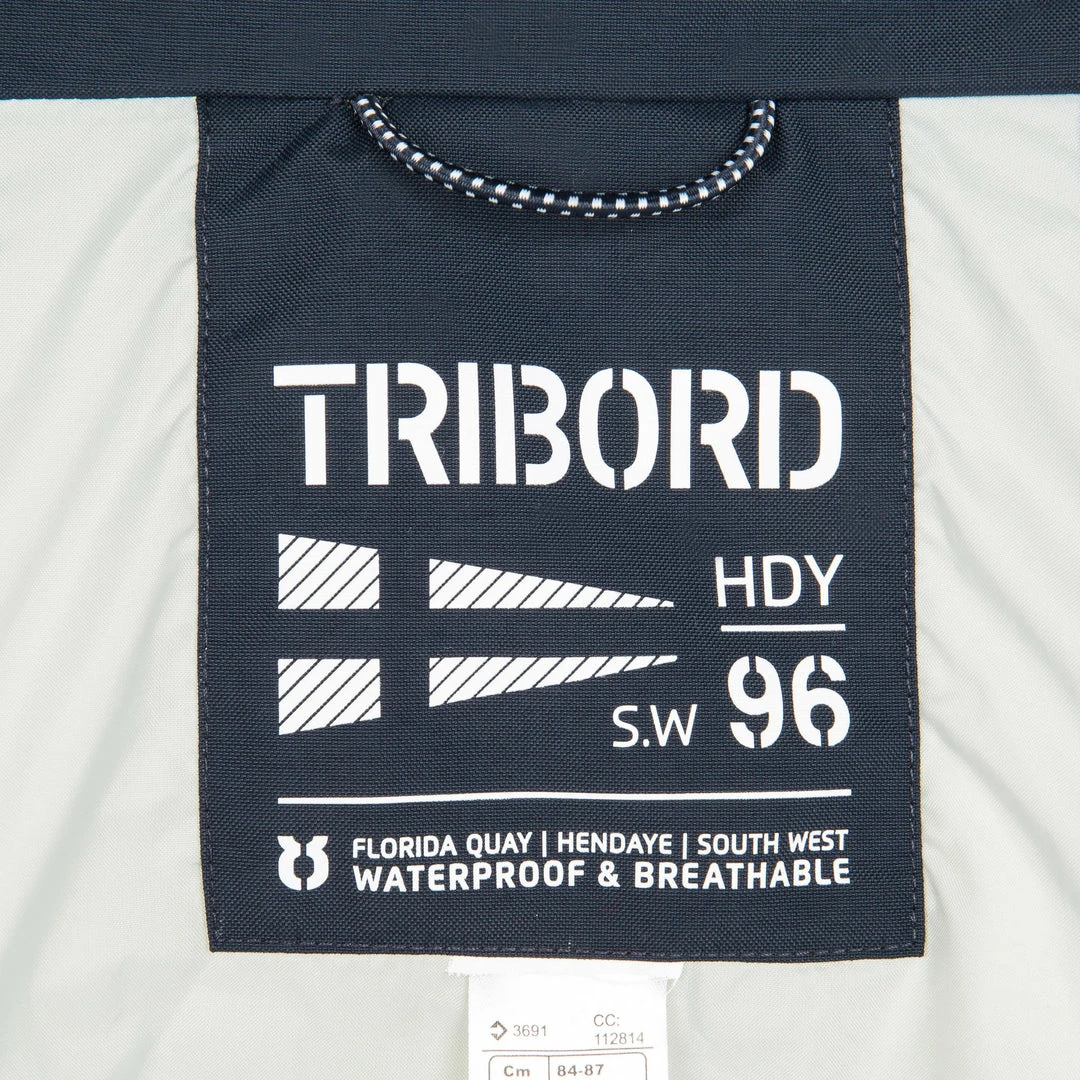 TRIBORD
HDY
S.W 96
FLORIDA QUAY | HENDAYE | SOUTH WEST
WATERPROOF & BREATHABLE
3691 CC:
112814
Cm 84-87